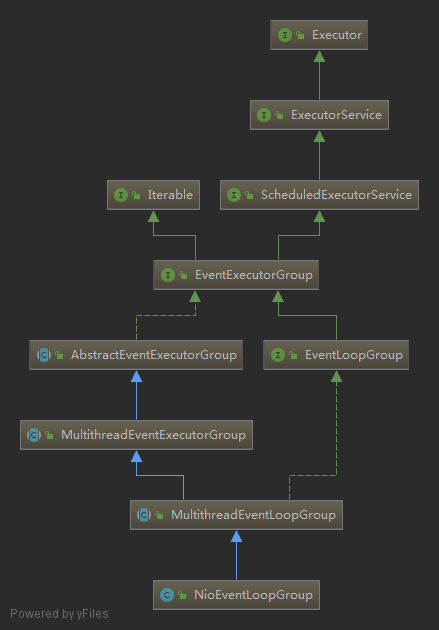 I Executor
I ExecutorService
I Iterable
I ScheduledExecutorService
I EventExecutorGroup
C AbstractEventExecutorGroup
I EventLoopGroup
C MultithreadEventExecutorGroup
C MultithreadEventLoopGroup
C NioEventLoopGroup
Powered by yFiles